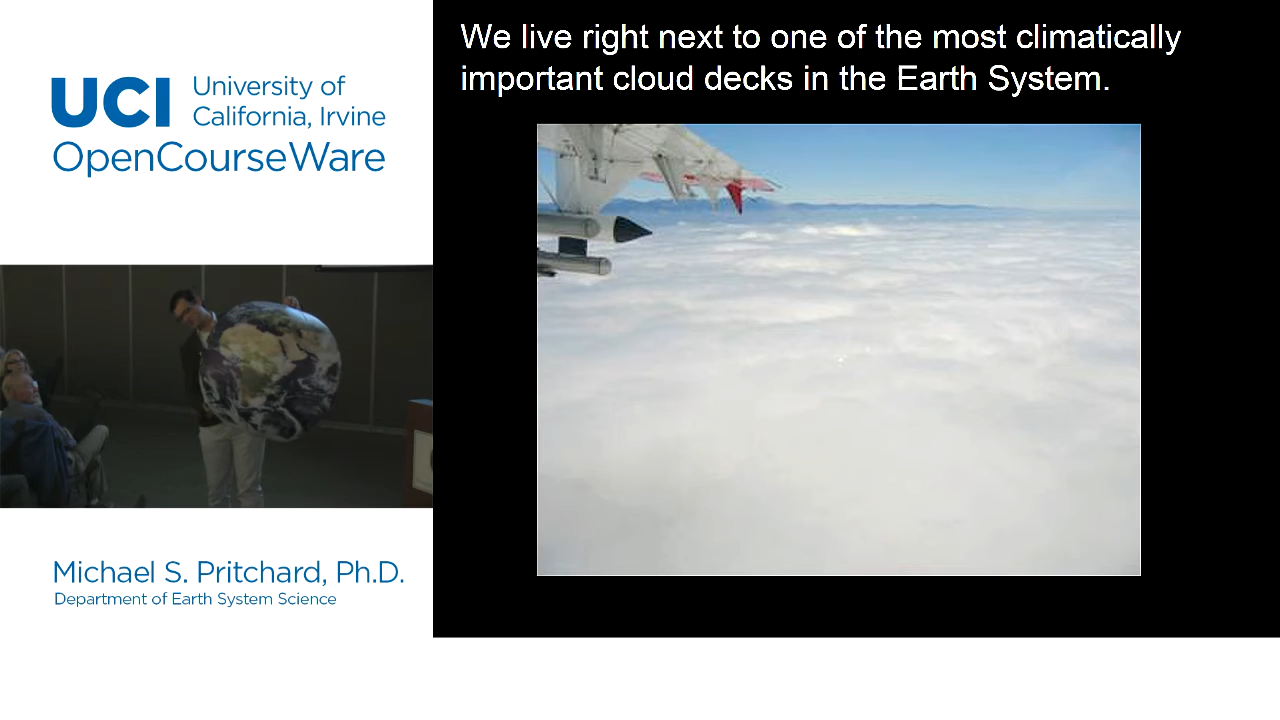 UCI University of
California, Irvine
OpenCourseWare
We live right next to one of the most climatically
important cloud decks in the Earth System.
Michael S. Pritchard, Ph.D.
Department of Earth System Science